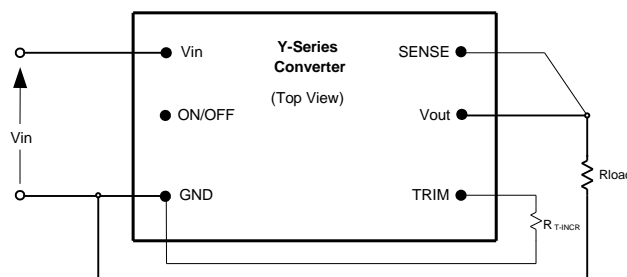 Y-Series
Converter
(Top View)
Vin
SENSE
ON/OFF
Vout
Vin
GND
TRIM
Rload
R T-INCR